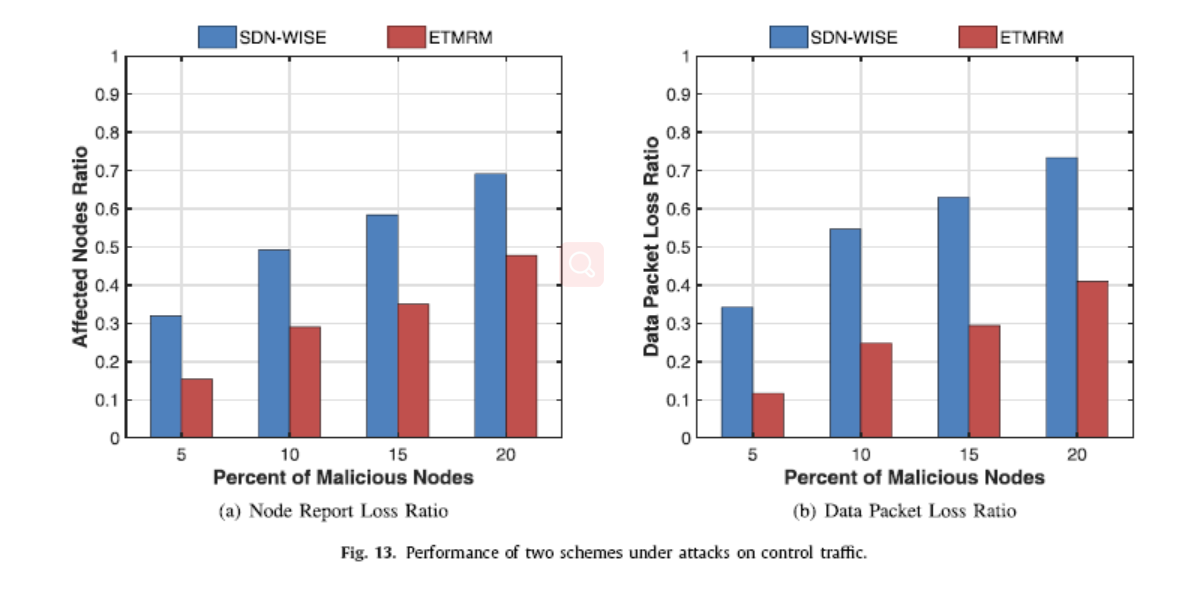 SDN-WISE ETMRM
1
0.9
0.8
0.7
0.6
0.5
0.4
0.3
0.2
0.1
0
Affected Nodes Ratio
5 10 15 20
Percent of Malicious Nodes
(a) Node Report Loss Ratio
SDN-WISE ETMRM
1
0.9
0.8
0.7
0.6
0.5
0.4
0.3
0.2
0.1
0
Data Packet Loss Ratio
5 10 15 20
Percent of Malicious Nodes
(b) Data Packet Loss Ratio
Fig. 13. Performance of two schemes under attacks on control traffic.